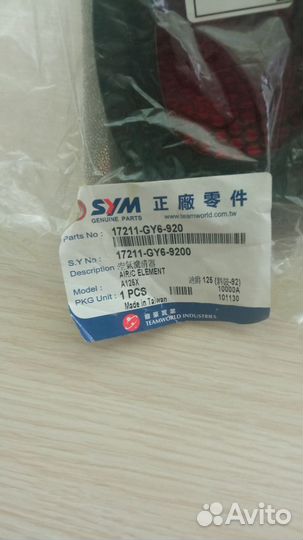 SYM 正廠零件
GENUINE PARTS www.teamworld.com.tw
Parts No : 17211-GY6-920
S.Y No : 17211-GY6-9200
Description : 空氣濾清器
AIR/C ELEMENT
Model : A125X 125
10000A
PKG Unit : 1 PCS 101130
Made in Taiwan
TEAMWORLD INDUSTRIES
Avito